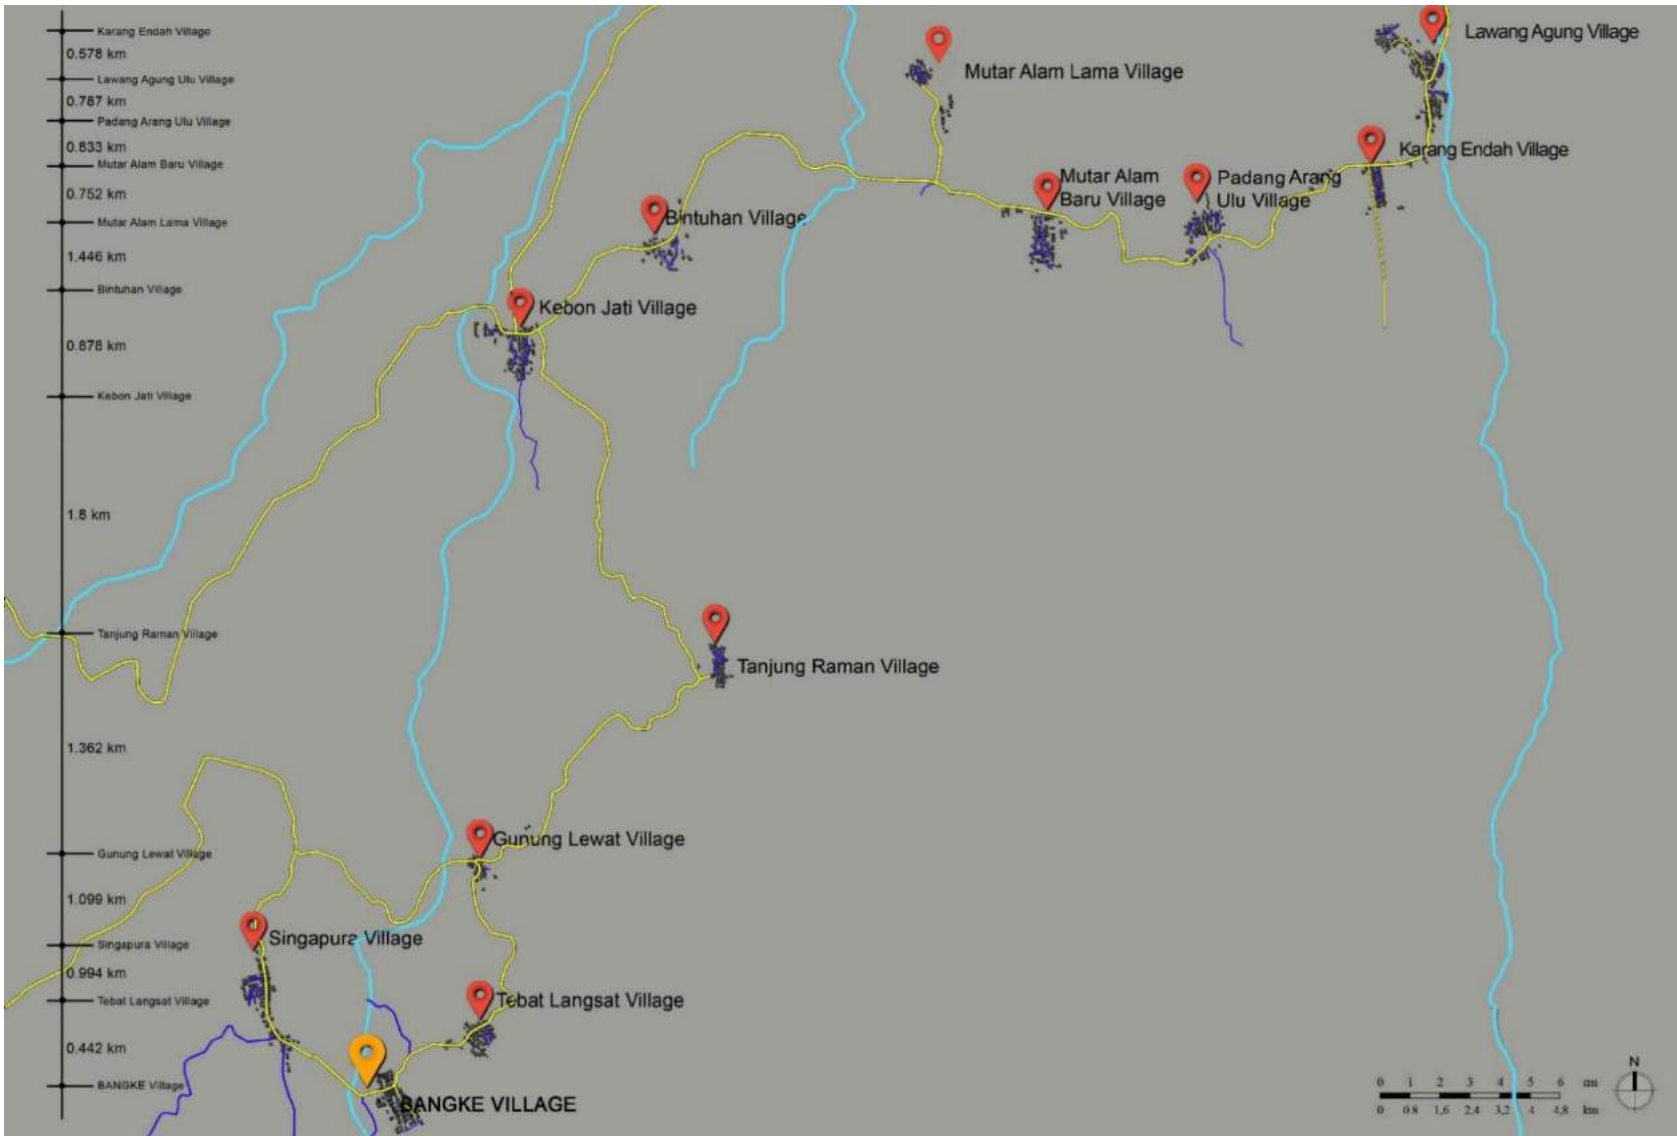 Karang Endah Village
0.578 km
Lawang Agung Ulu Village
0.787 km
Padang Arang Ulu Village
0.833 km
Mutar Alam Baru Village
0.752 km
Mutar Alam Lama Village
1.446 km
Bintuhan Village
0.878 km
Kebon Jati Village
1.8 km
Tanjung Raman Village
1.362 km
Gunung Lewat Village
1.099 km
Singapura Village
0.994 km
Tebat Langsat Village
0.442 km
BANGKE Village
Lawang Agung Village
Mutar Alam Lama Village
Karang Endah Village
Mutar Alam
Baru Village
Padang Arang
Ulu Village
Bintuhan Village
Kebon Jati Village
Tanjung Raman Village
Gunung Lewat Village
Singapura Village
Tebat Langsat Village
BANGKE VILLAGE
N
0 1 2 3 4 5 6 cm
0 0.8 1,6 2,4 3,2 4 4,8 km